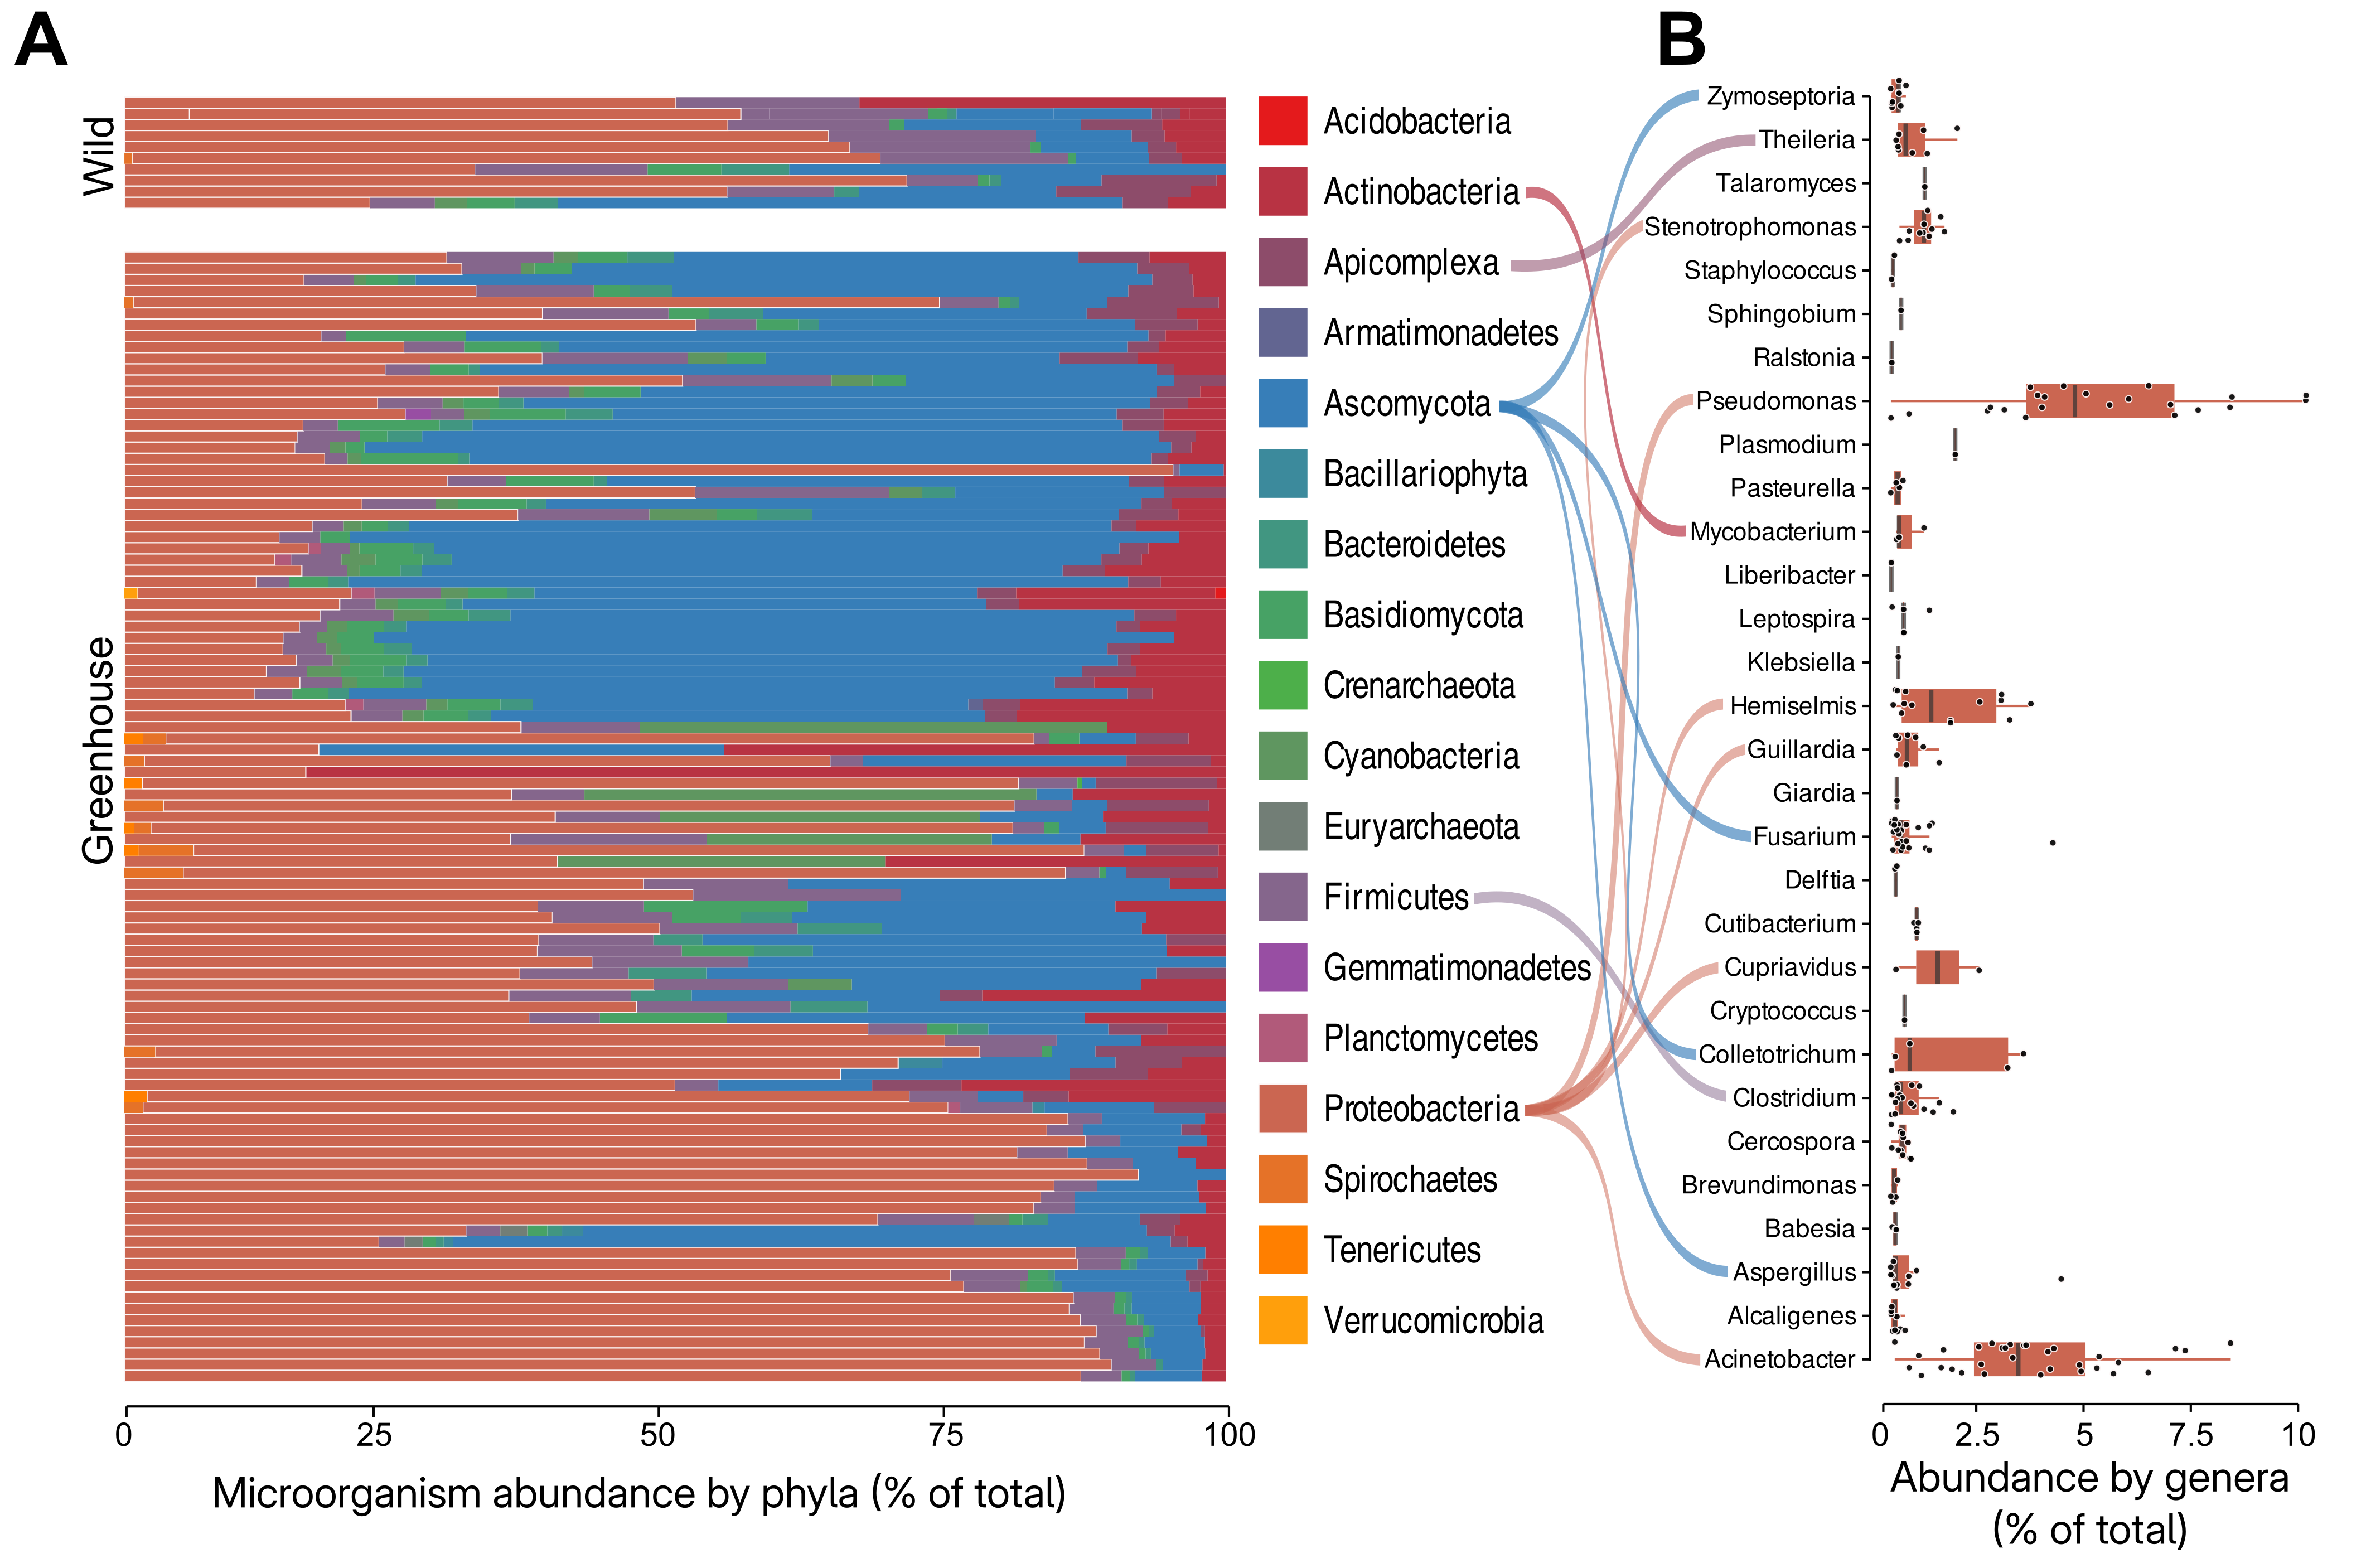 A
Wild
Greenhouse
0 25 50 75 100
Microorganism abundance by phyla (% of total)
Acidobacteria
Actinobacteria
Apicomplexa
Armatimonadetes
Ascomycota
Bacillariophyta
Bacteroidetes
Basidiomycota
Crenarchaeota
Cyanobacteria
Euryarchaeota
Firmicutes
Gemmatimonadetes
Planctomycetes
Proteobacteria
Spirochaetes
Tenericutes
Verrucomicrobia
B
Zymoseptoria
Theileria
Talaromyces
Stenotrophomonas
Staphylococcus
Sphingobium
Ralstonia
Pseudomonas
Plasmodium
Pasteurella
Mycobacterium
Liberibacter
Leptospira
Klebsiella
Hemiselmis
Guillardia
Giardia
Fusarium
Delftia
Cutibacterium
Cupriavidus
Cryptococcus
Colletotrichum
Clostridium
Cercospora
Brevundimonas
Babesia
Aspergillus
Alcaligenes
Acinetobacter
0 2.5 5 7.5 10
Abundance by genera
(% of total)